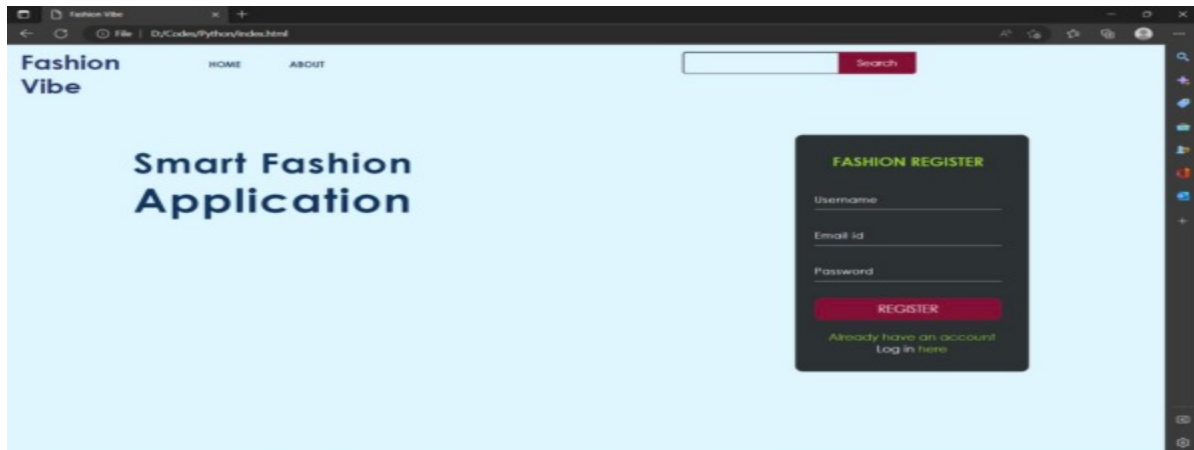 Fashion Vibe
File | D:/Codes/Python/index.html
Fashion
Vibe
HOME ABOUT
Search
Smart Fashion
Application
FASHION REGISTER
Username
Email id
Password
REGISTER
Already have an account
Log in here